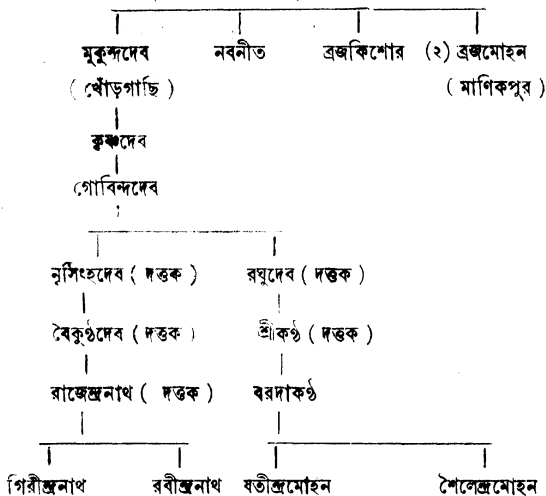 মুকুন্দদেব নবনীত ব্রজকিশোর (২) ব্রজমোহন
(খোঁড়গাছি) (মাণিকপুর)
কৃষ্ণদেব
গোবিন্দদেব
নৃসিংহদেব (দত্তক) রঘুদেব (দত্তক)
বৈকুণ্ঠদেব (দত্তক) শ্রীকণ্ঠ (দত্তক)
রাজেন্দ্রনাথ (দত্তক) বরদাকণ্ঠ
গিরীন্দ্রনাথ রবীন্দ্রনাথ যতীন্দ্রমোহন শৈলেন্দ্রমোহন